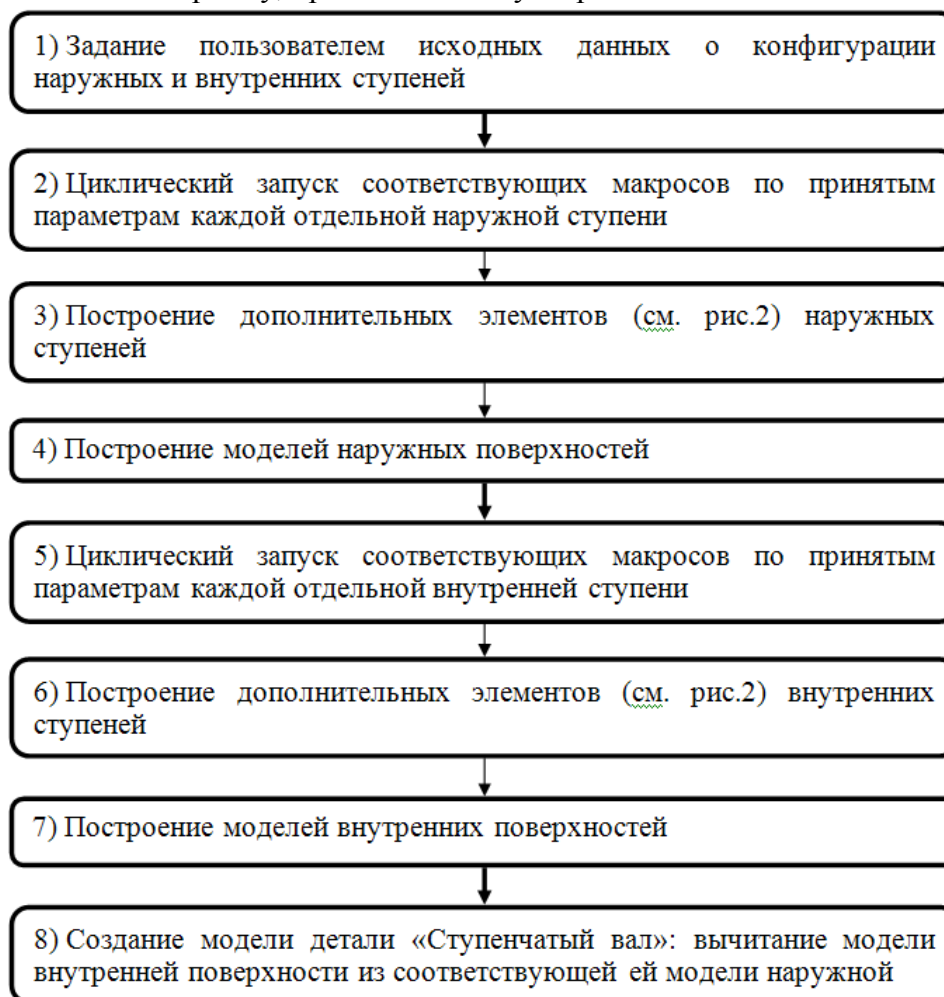 1) Задание пользователем исходных данных о конфигурации
наружных и внутренних ступеней
2) Циклический запуск соответствующих макросов по принятым
параметрам каждой отдельной наружной ступени
3) Построение дополнительных элементов (см. рис.2) наружных
ступеней
4) Построение моделей наружных поверхностей
5) Циклический запуск соответствующих макросов по принятым
параметрам каждой отдельной внутренней ступени
6) Построение дополнительных элементов (см. рис.2) внутренних
ступеней
7) Построение моделей внутренних поверхностей
8) Создание модели детали «Ступенчатый вал»: вычитание модели
внутренней поверхности из соответствующей ей модели наружной